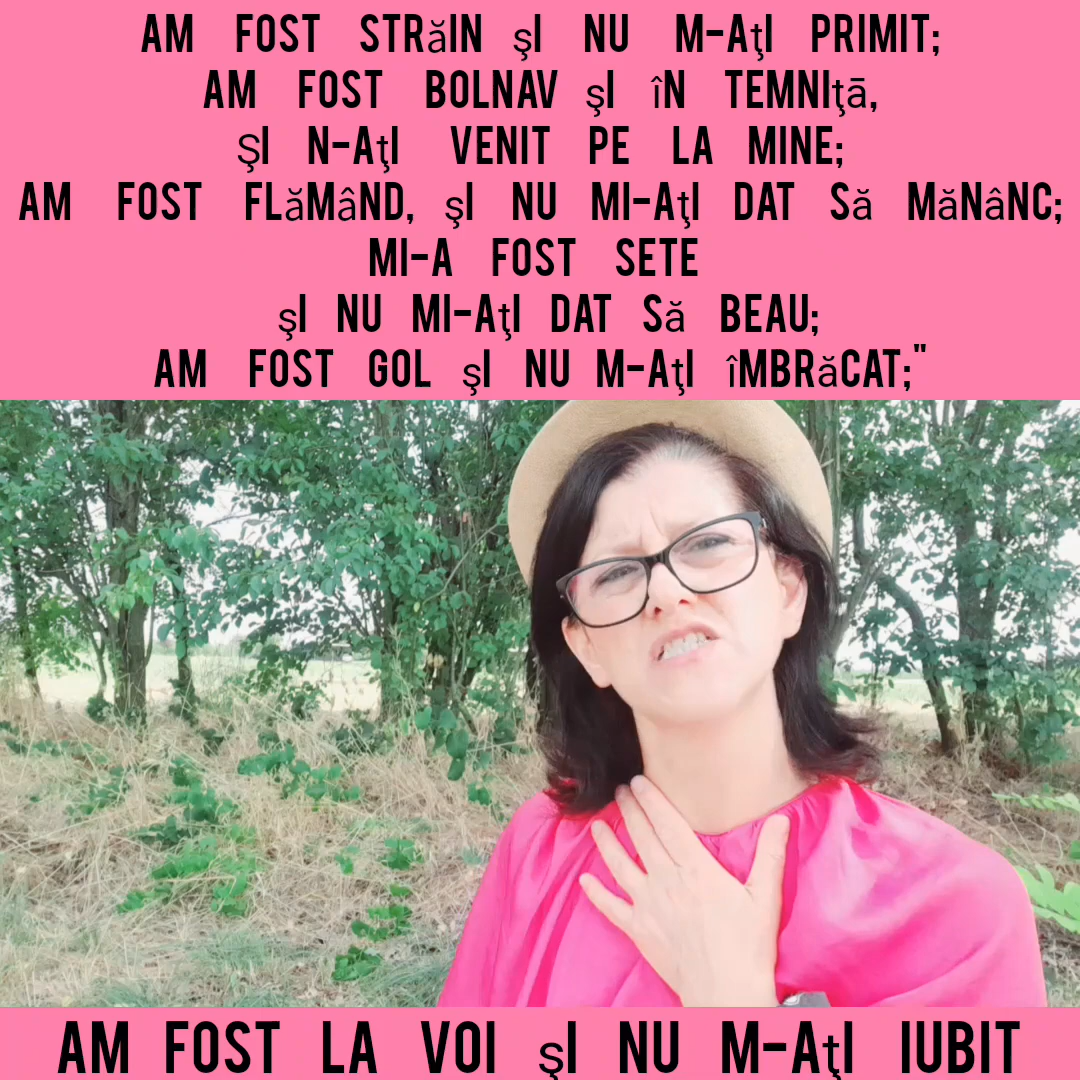 AM FOST STRăIN şI NU M-AţI PRIMIT;
AM FOST BOLNAV şI îN TEMNIţā,
ŞI N-AţI VENIT PE LA MINE;
AM FOST FLăMâND, şI NU MI-AţI DAT Să MăNâNC;
MI-A FOST SETE
şI NU MI-AţI DAT Să BEAU;
AM FOST GOL şI NU M-AţI îMBRăCAT;"
AM FOST LA VOI şI NU M-AţI IUBIT